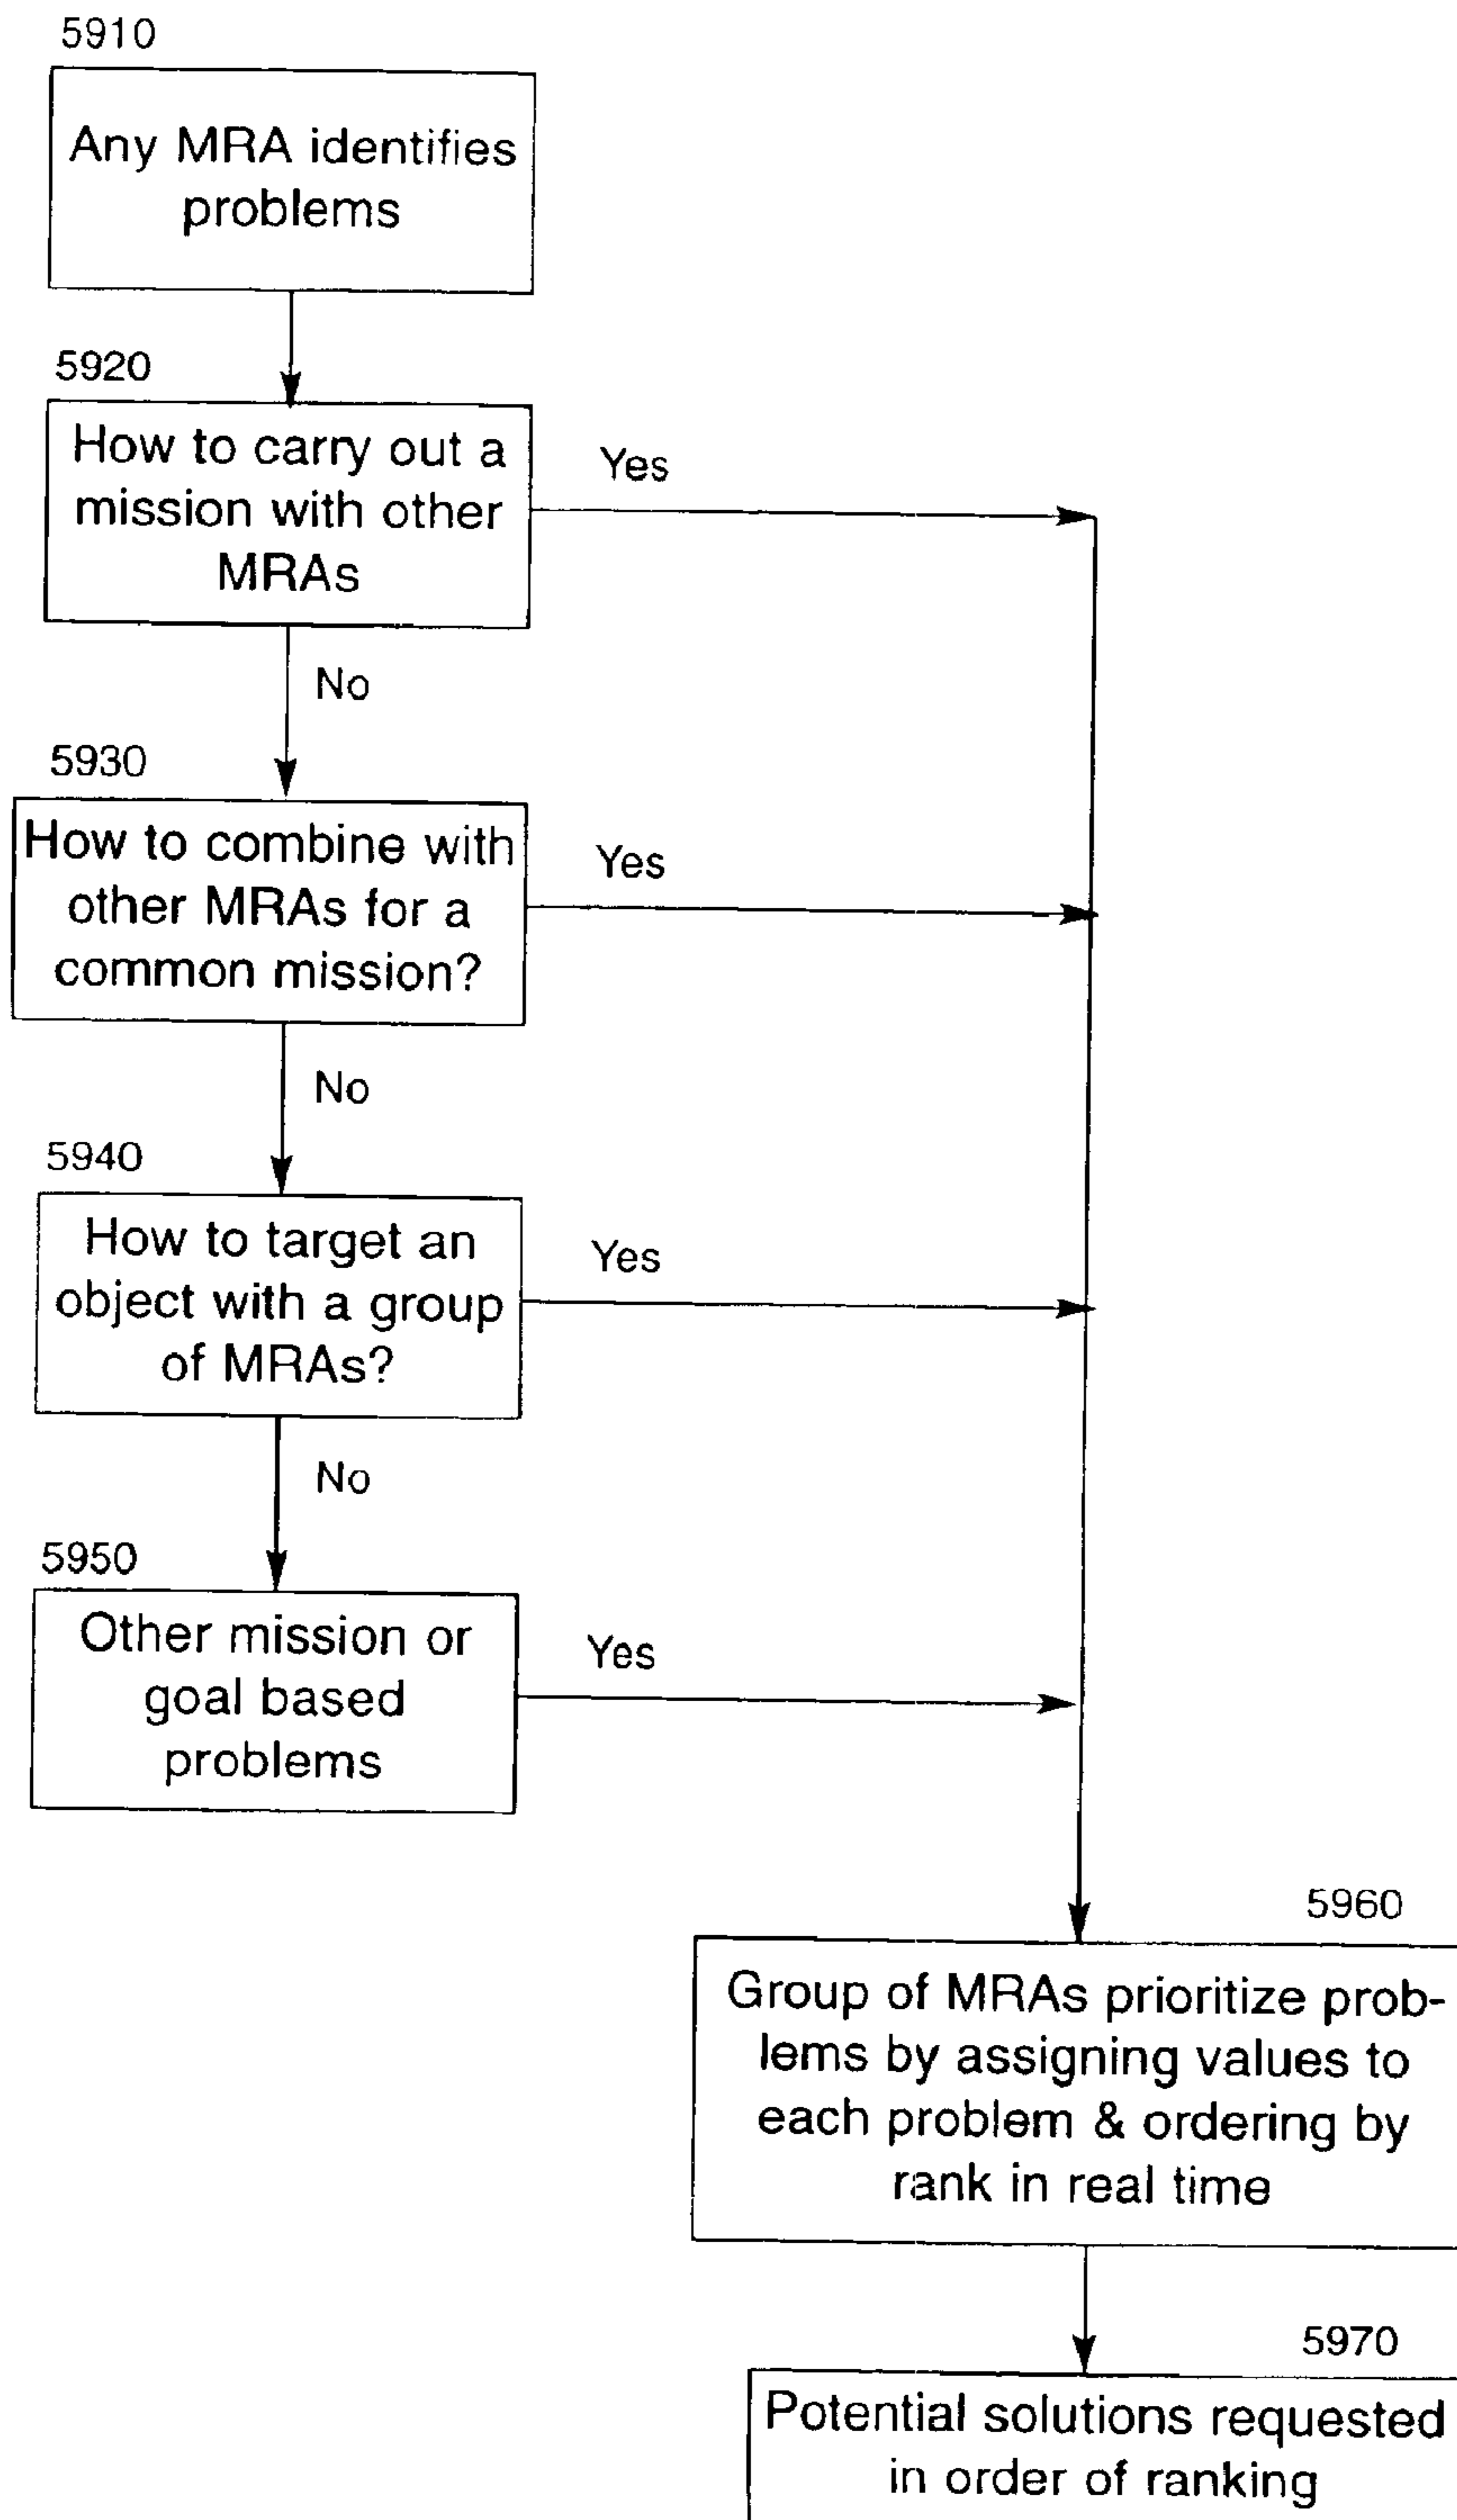 5910
Any MRA identifies
problems
5920
How to carry out a
mission with other
MRAs
Yes
No
5930
How to combine with
other MRAs for a
common mission?
Yes
No
5940
How to target an
object with a group
of MRAs?
Yes
No
5950
Other mission or
goal based
problems
Yes
5960
Group of MRAs prioritize prob-
lems by assigning values to
each problem & ordering by
rank in real time
5970
Potential solutions requested
in order of ranking